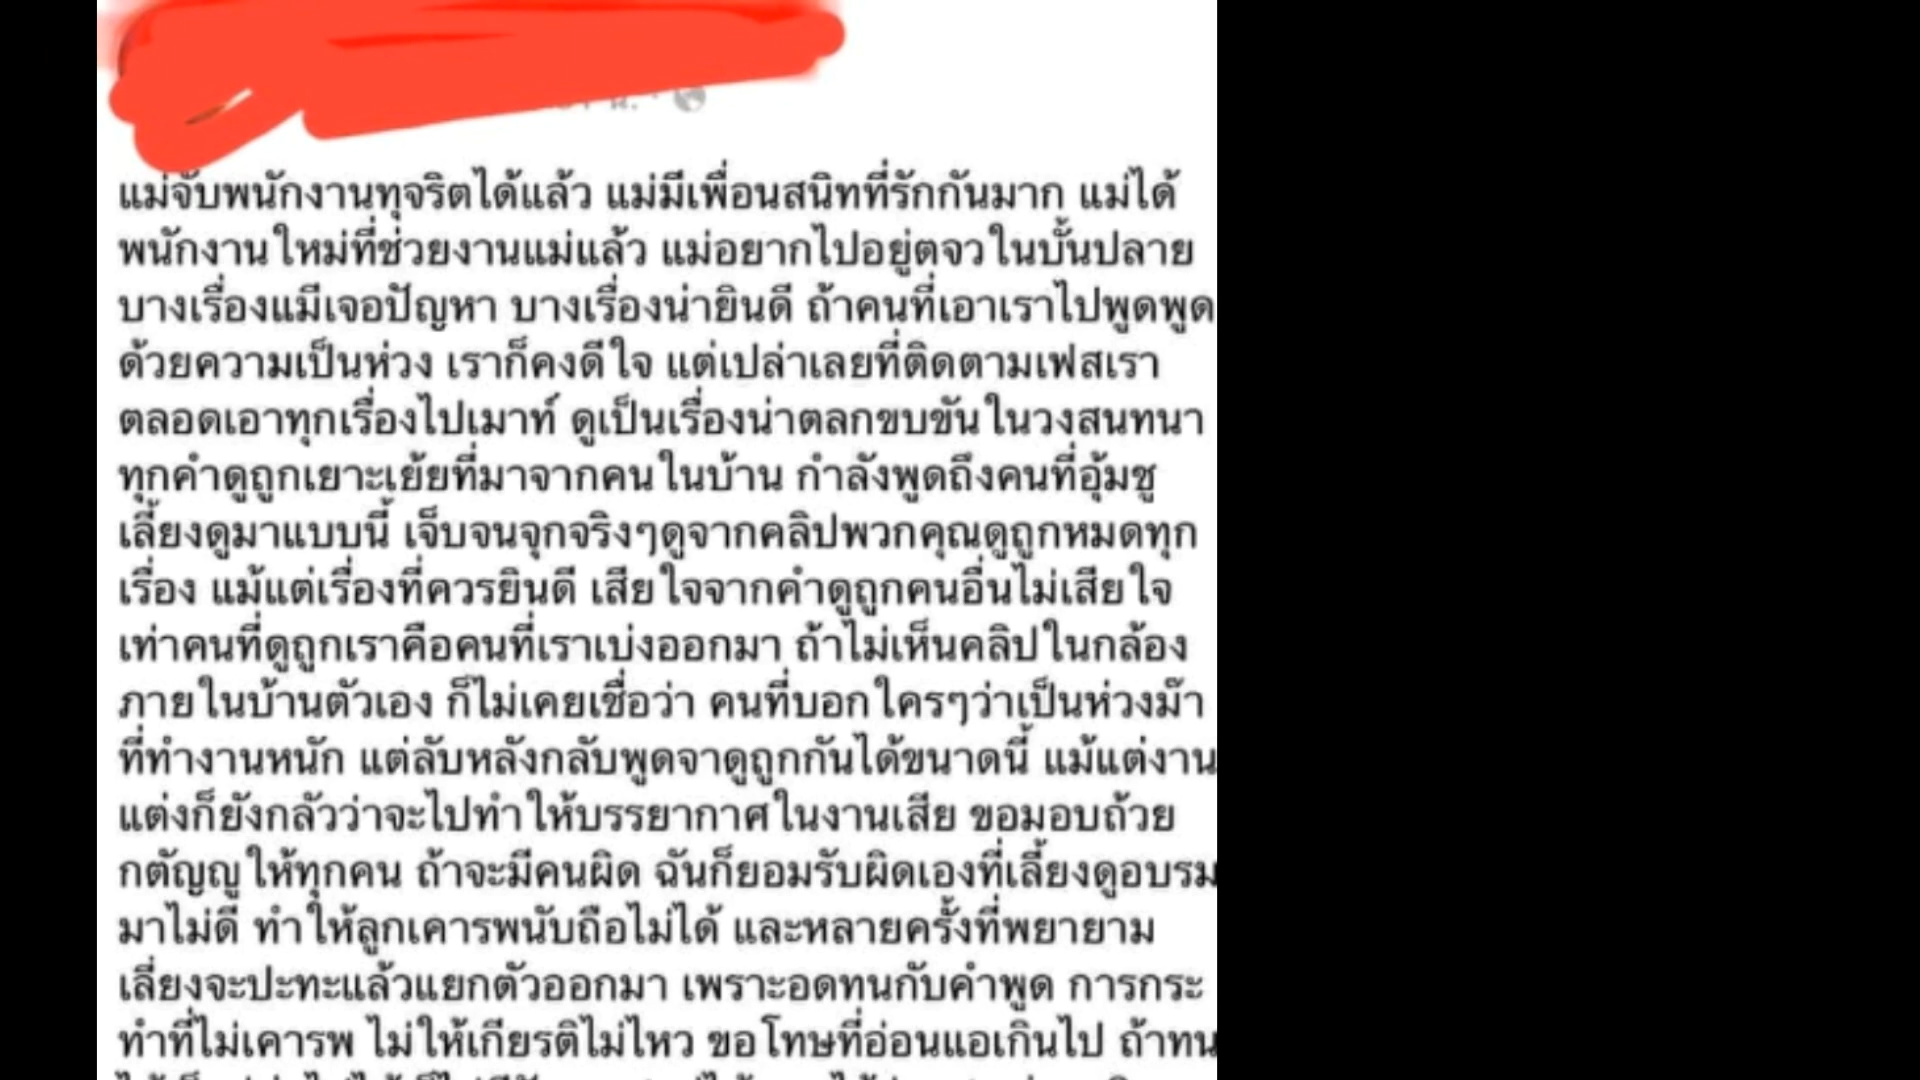 แม่จับพนักงานทุจริตได้แล้ว แม่มีเพื่อนสนิทที่รักกันมาก แม่ได้
พนักงานใหม่ที่ช่วยงานแม่แล้ว แม่อยากไปอยู่ตจวในบั้นปลาย
บางเรื่องแมีเจอปัญหา บางเรื่องน่ายินดี ถ้าคนที่เอาเราไปพูดพูด
ด้วยความเป็นห่วง เราก็คงดีใจ แต่เปล่าเลยที่ติดตามเฟสเรา
ตลอดเอาทุกเรื่องไปเมาท์ ดูเป็นเรื่องน่าตลกขบขันในวงสนทนา
ทุกคำดูถูกเยาะเย้ยที่มาจากคนในบ้าน กำลังพูดถึงคนที่อุ้มชู
เลี้ยงดูมาแบบนี้ เจ็บจนจุกจริงๆดูจากคลิปพวกคุณดูถูกหมดทุก
เรื่อง แม้แต่เรื่องที่ควรยินดี เสียใจจากคำดูถูกคนอื่นไม่เสียใจ
เท่าคนที่ดูถูกเราคือคนที่เราเบ่งออกมา ถ้าไม่เห็นคลิปในกล้อง
ภายในบ้านตัวเอง ก็ไม่เคยเชื่อว่า คนที่บอกใครๆว่าเป็นห่วงม๊า
ที่ทำงานหนัก แต่ลับหลังกลับพูดจาดูถูกกันได้ขนาดนี้ แม้แต่งาน
แต่งก็ยังกลัวว่าจะไปทำให้บรรยากาศในงานเสีย ขอมอบถ้วย
กตัญญูให้ทุกคน ถ้าจะมีคนผิด ฉันก็ยอมรับผิดเองที่เลี้ยงดูอบรม
มาไม่ดี ทำให้ลูกเคารพนับถือไม่ได้ และหลายครั้งที่พยายาม
เลี่ยงจะปะทะแล้วแยกตัวออกมา เพราะอดทนกับคำพูด การกระ
ทำที่ไม่เคารพ ไม่ให้เกียรติไม่ไหว ขอโทษที่อ่อนแอเกินไป ถ้าทน